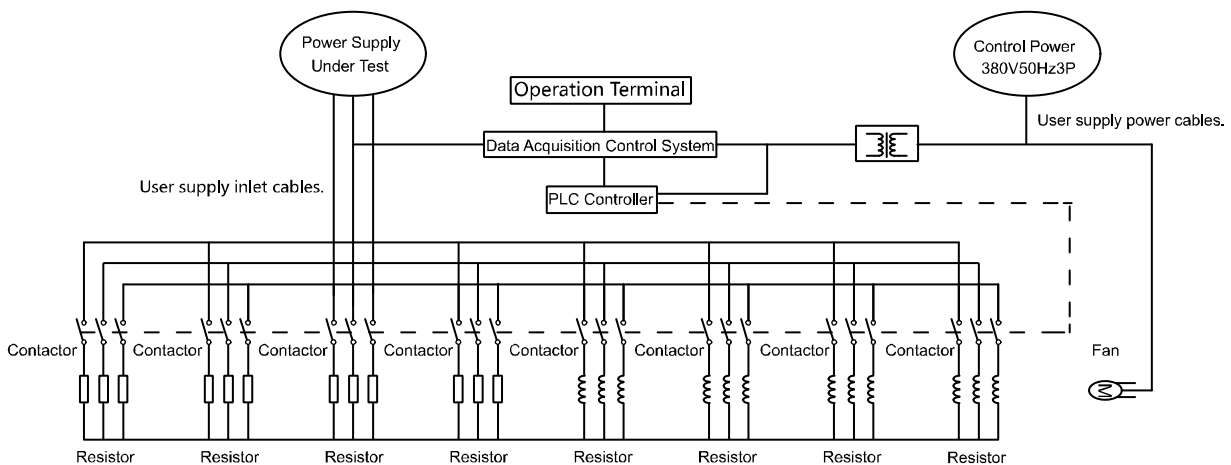 Power Supply
Under Test
Control Power
380V50Hz3P
Operation Terminal
User supply power cables.
Data Acquisition Control System
User supply inlet cables.
PLC Controller
Contactor
Contactor
Contactor
Contactor
Contactor
Contactor
Contactor
Contactor
Fan
M
Resistor
Resistor
Resistor
Resistor
Resistor
Resistor
Resistor
Resistor